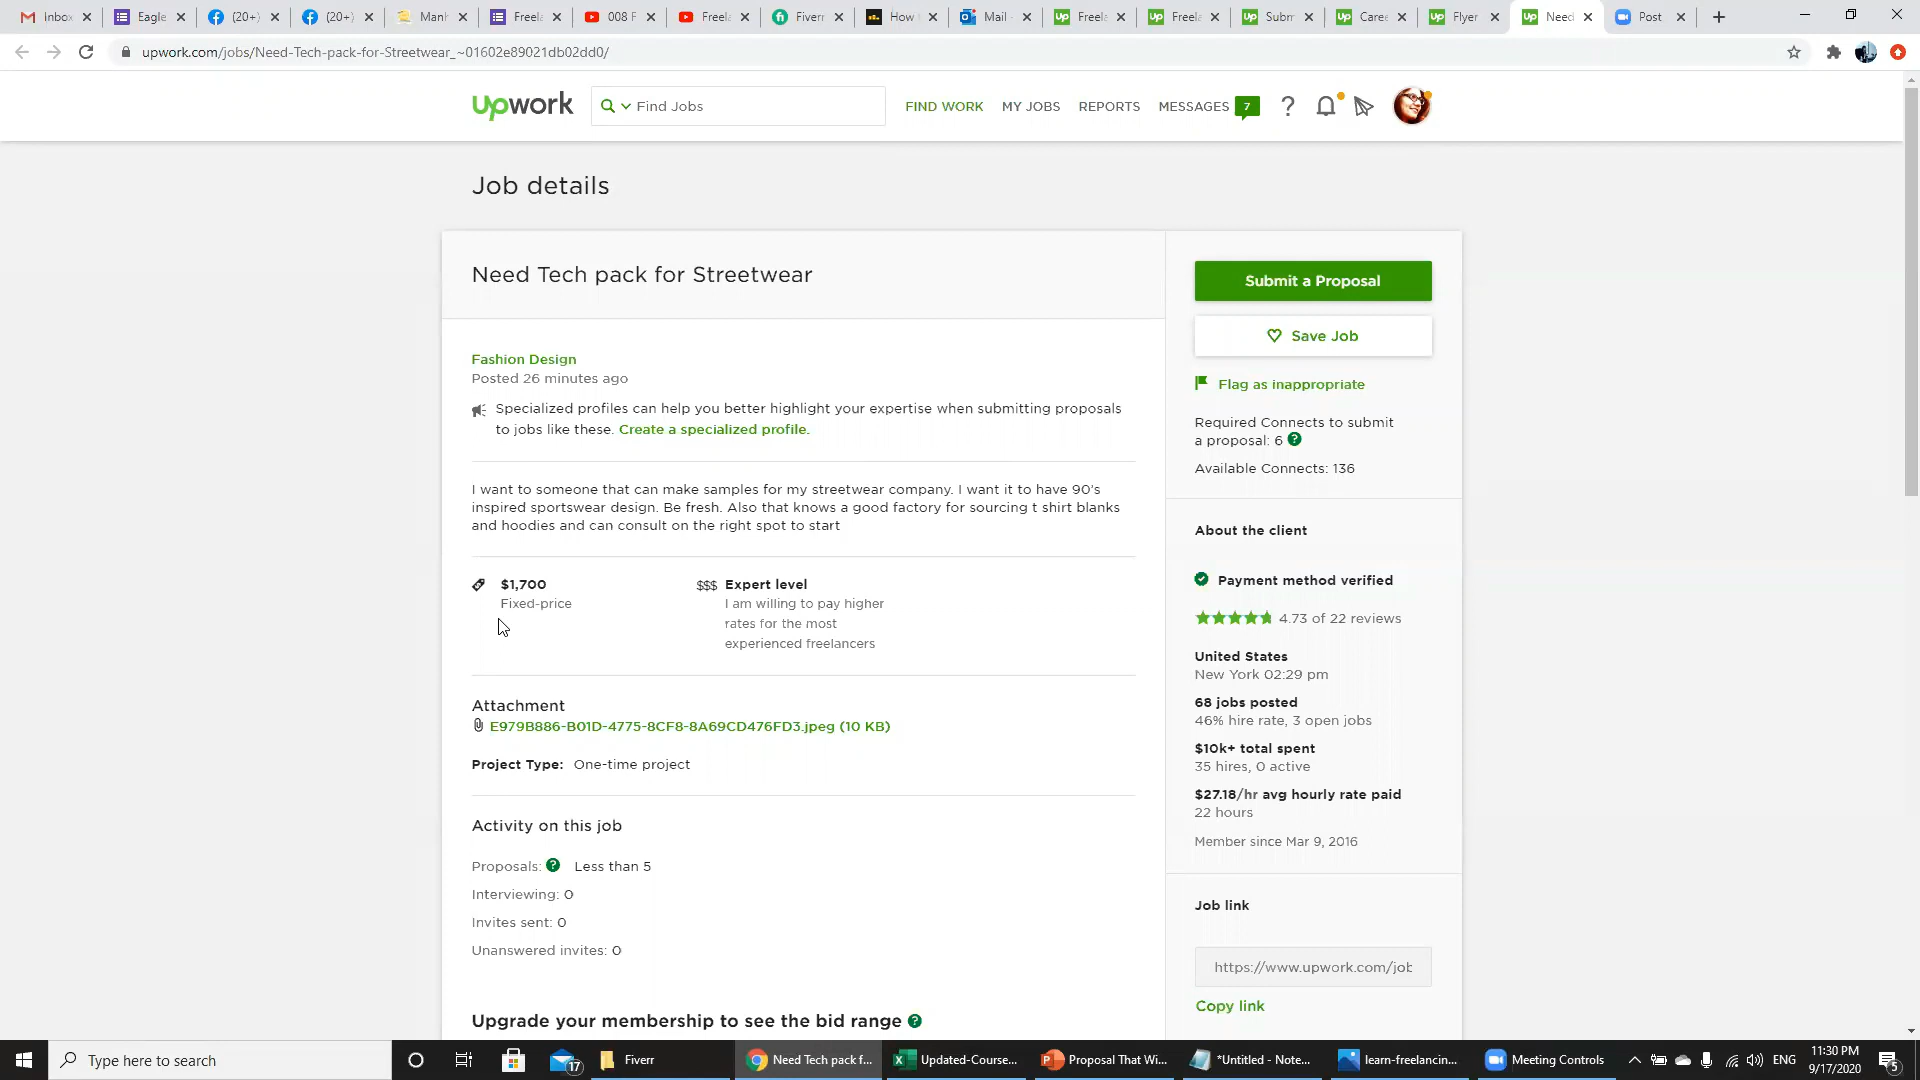 Inbox
Eagle
(20+)
(20+)
Manh
Freela
008 F
Freela
Fiverr
How
Mail -
Freela
Freela
Subm
Caree
Flyer
Need
Post
upwork.com/jobs/Need-Tech-pack-for-Streetwear_~01602e89021db02dd0/
upwork
Find Jobs
FIND WORK
MY JOBS
REPORTS
MESSAGES 7
Job details
Need Tech pack for Streetwear
Fashion Design
Posted 26 minutes ago
Specialized profiles can help you better highlight your expertise when submitting proposals
to jobs like these. Create a specialized profile.
I want to someone that can make samples for my streetwear company. I want it to have 90's
inspired sportswear design. Be fresh. Also that knows a good factory for sourcing t shirt blanks
and hoodies and can consult on the right spot to start
$1,700
Fixed-price
$$$ Expert level
I am willing to pay higher
rates for the most
experienced freelancers
Attachment
E979B886-B01D-4775-8CF8-8A69CD476FD3.jpeg (10 KB)
Project Type: One-time project
Activity on this job
Proposals: ? Less than 5
Interviewing: 0
Invites sent: 0
Unanswered invites: 0
Upgrade your membership to see the bid range ?
Submit a Proposal
Save Job
Flag as inappropriate
Required Connects to submit
a proposal: 6 ?
Available Connects: 136
About the client
Payment method verified
4.73 of 22 reviews
United States
New York 02:29 pm
68 jobs posted
46% hire rate, 3 open jobs
$10k+ total spent
35 hires, 0 active
$27.18/hr avg hourly rate paid
22 hours
Member since Mar 9, 2016
Job link
https://www.upwork.com/job
Copy link
Type here to search
17
Fiverr
Need Tech pack f...
Updated-Course...
Proposal That Wi...
*Untitled - Note...
learn-freelancin...
Meeting Controls
ENG
11:30 PM
9/17/2020
5